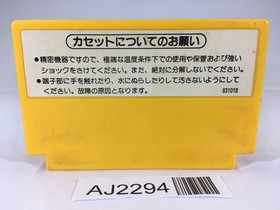 カセットについてのお願い
●精密機器ですので、極端な温度条件下での使用や保管および強い
ショックをさけてください。また、絶対に分解しないでください。
●端子部に手を触れたり、水にぬらしたりして汚さないようにして
ください。故障の原因となります。
831018
AJ2294